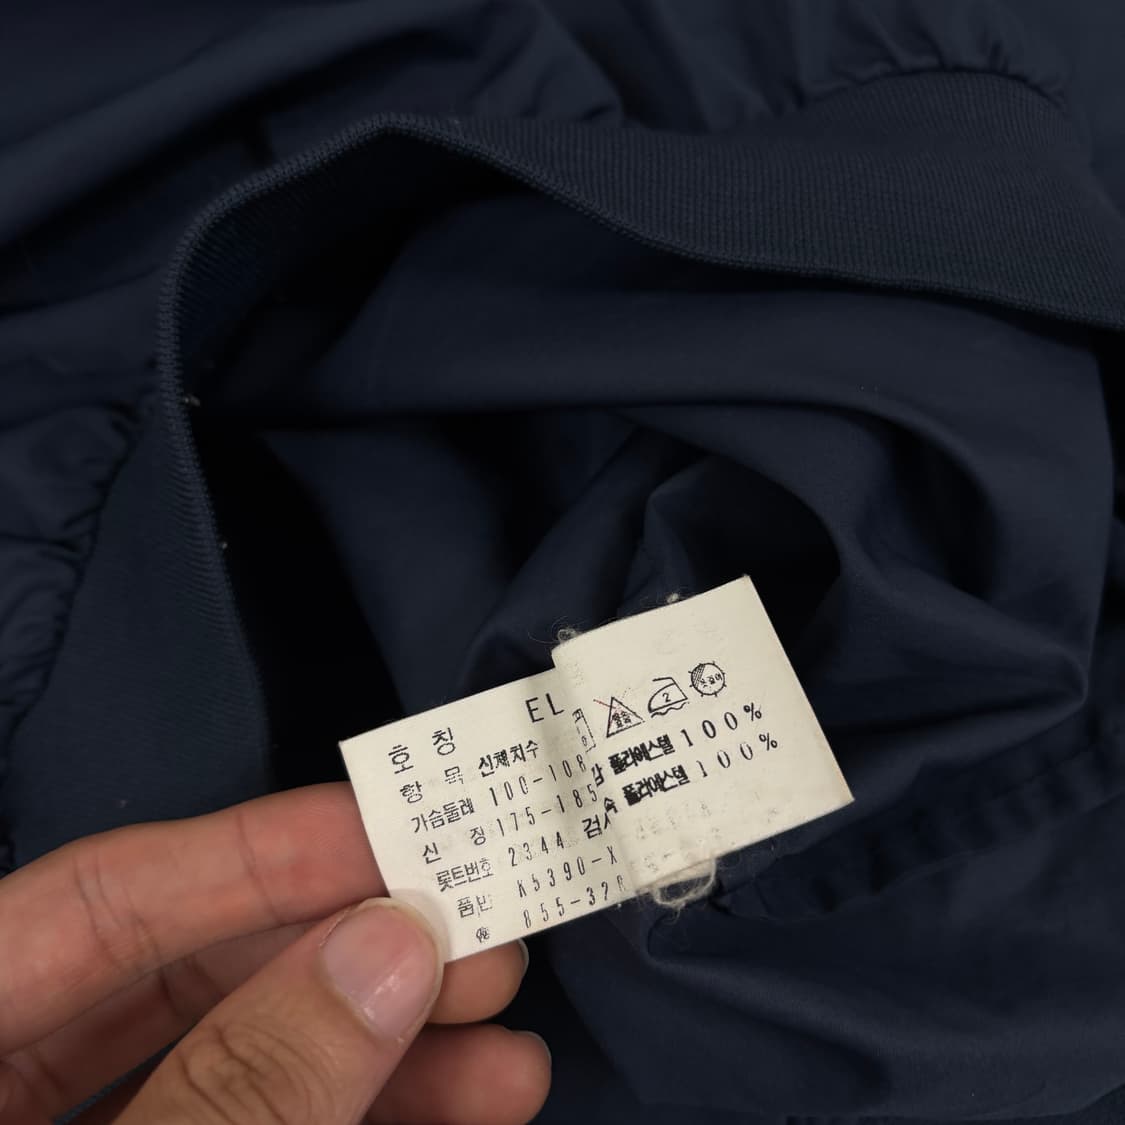 호 칭 EL
항 목 신체치수
가슴둘레 100-108
신 장 175-185
롯트번호 2344 검사
품번 K5390-X
855-32
2
폴리에스텔 100%
폴리에스텔 100%